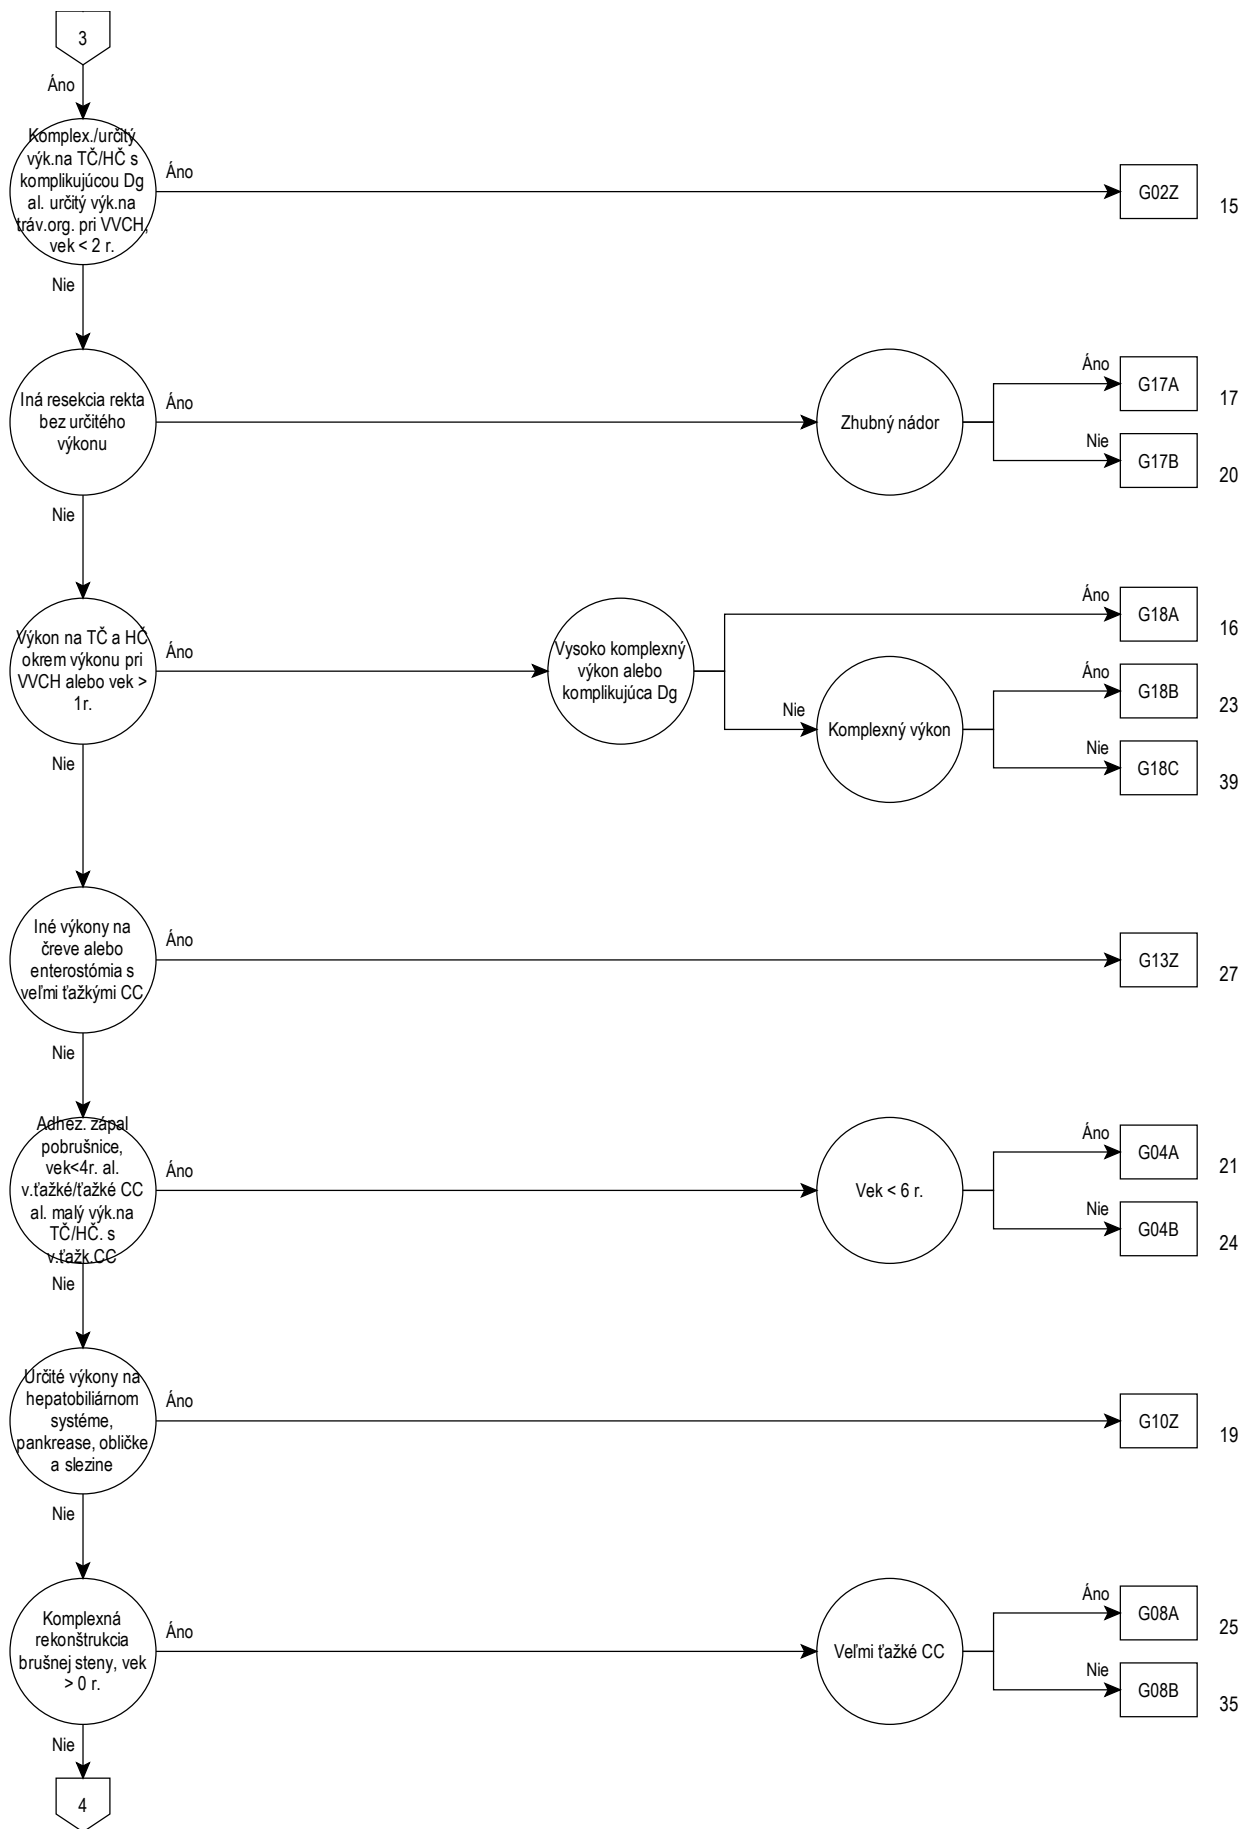 3
Áno
Komplex./určitý
výk.na TČ/HČ s
komplikujúcou Dg
al. určitý výk.na
tráv.org. pri VVCH,
vek < 2 r.
Áno
G02Z
15
Nie
Iná resekcia rekta
bez určitého
výkonu
Áno
Zhubný nádor
Áno
G17A
17
Nie
G17B
20
Nie
Výkon na TČ a HČ
okrem výkonu pri
VVCH alebo vek >
1r.
Áno
Vysoko komplexný
výkon alebo
komplikujúca Dg
Áno
G18A
16
Nie
Komplexný výkon
Áno
G18B
23
Nie
G18C
39
Nie
Iné výkony na
čreve alebo
enterostómia s
veľmi ťažkými CC
Áno
G13Z
27
Nie
Adhez. zápal
pobrušnice,
vek<4r. al.
v.ťažké/ťažké CC
al. malý výk.na
TČ/HČ. s
v.ťažk.CC
Áno
Vek < 6 r.
Áno
G04A
21
Nie
G04B
24
Nie
Určité výkony na
hepatobiliárnom
systéme,
pankrease, obličke
a slezine
Áno
G10Z
19
Nie
Komplexná
rekonštrukcia
brušnej steny, vek
> 0 r.
Áno
Veľmi ťažké CC
Áno
G08A
25
Nie
G08B
35
Nie
4